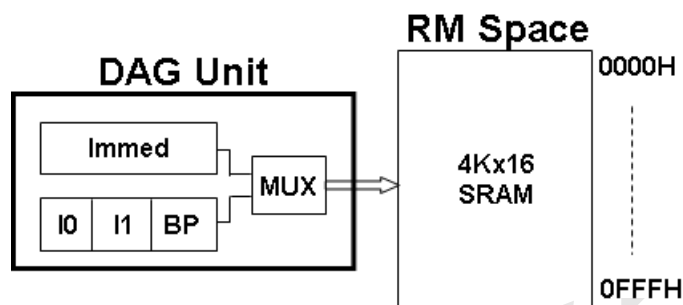 RM Space
DAG Unit
0000H
Immed
MUX
4Kx16
SRAM
I0 I1 BP
0FFFH